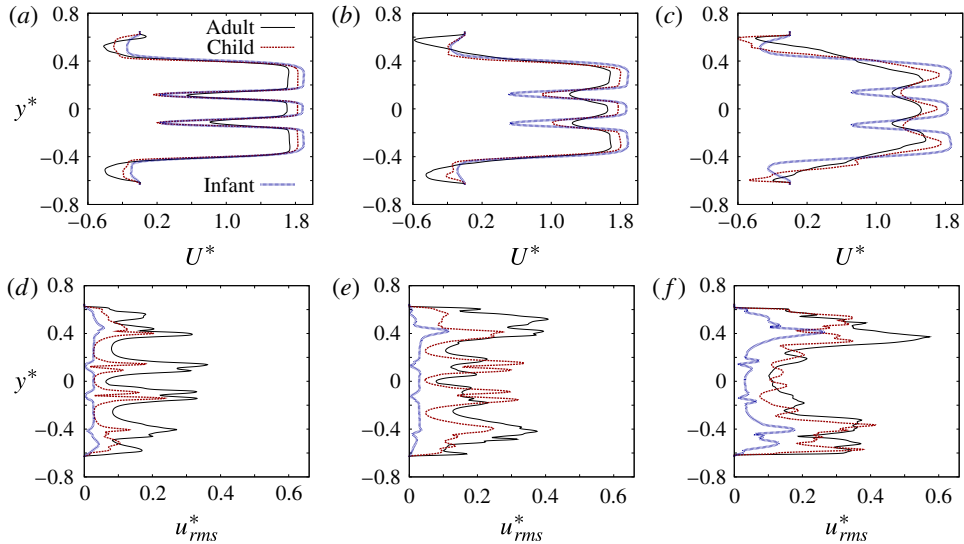 (a) (b) (c)
0.8 0.8 0.8
Adult
Child
0.4 0.4 0.4
y* 0 0 0
−0.4 −0.4 −0.4
Infant
−0.8 −0.8 −0.8
−0.6 0.2 1.0 1.8 −0.6 0.2 1.0 1.8 −0.6 0.2 1.0 1.8
U* U* U*
(d) (e) (f)
0.8 0.8 0.8
0.4 0.4 0.4
y* 0 0 0
−0.4 −0.4 −0.4
−0.8 −0.8 −0.8
0 0.2 0.4 0.6 0 0.2 0.4 0.6 0 0.2 0.4 0.6
u*rms u*rms u*rms